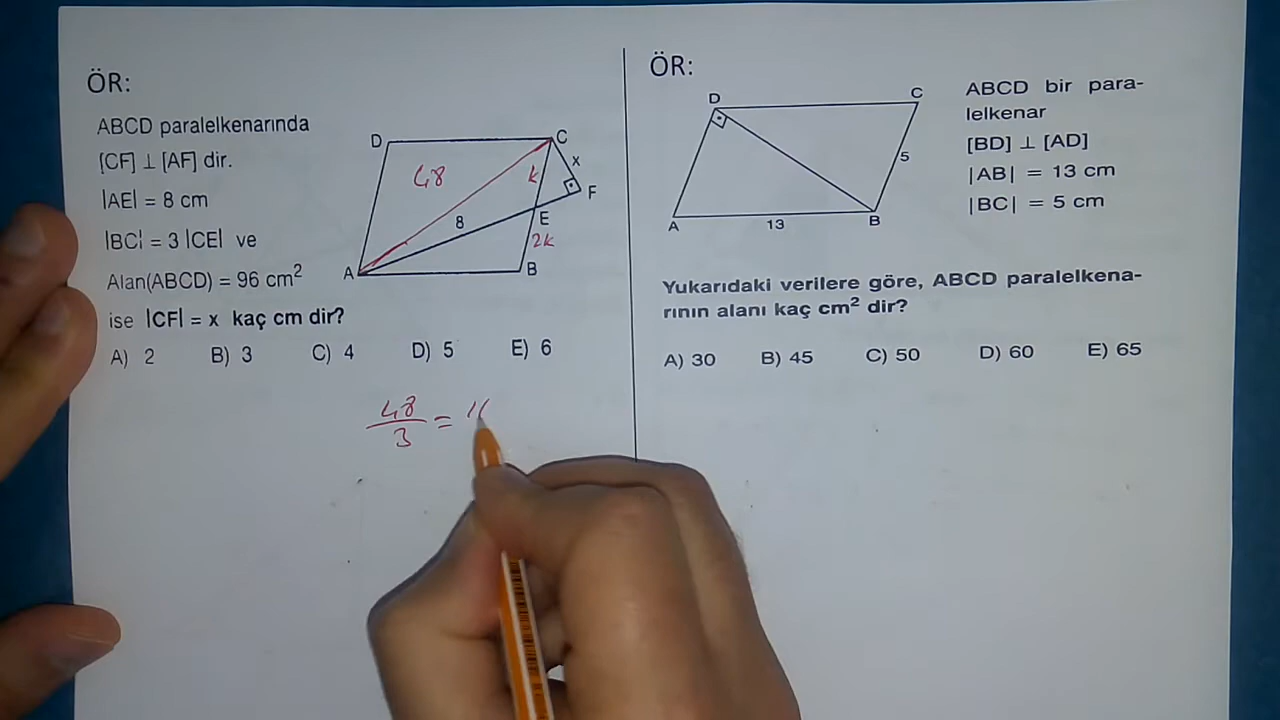 ÖR:
ABCD paralelkenarında
[CF] ⊥ [AF] dir.
|AE| = 8 cm
|BC| = 3 |CE| ve
Alan(ABCD) = 96 cm²
ise |CF| = x kaç cm dir?
A) 2 B) 3 C) 4 D) 5 E) 6
D
C
48
k
x
F
8
E
2k
A
B
48/3 = 16
ÖR:
D
C
5
A
13
B
ABCD bir para-
lelkenar
[BD] ⊥ [AD]
|AB| = 13 cm
|BC| = 5 cm
Yukarıdaki verilere göre, ABCD paralelkena-
rının alanı kaç cm² dir?
A) 30 B) 45 C) 50 D) 60 E) 65